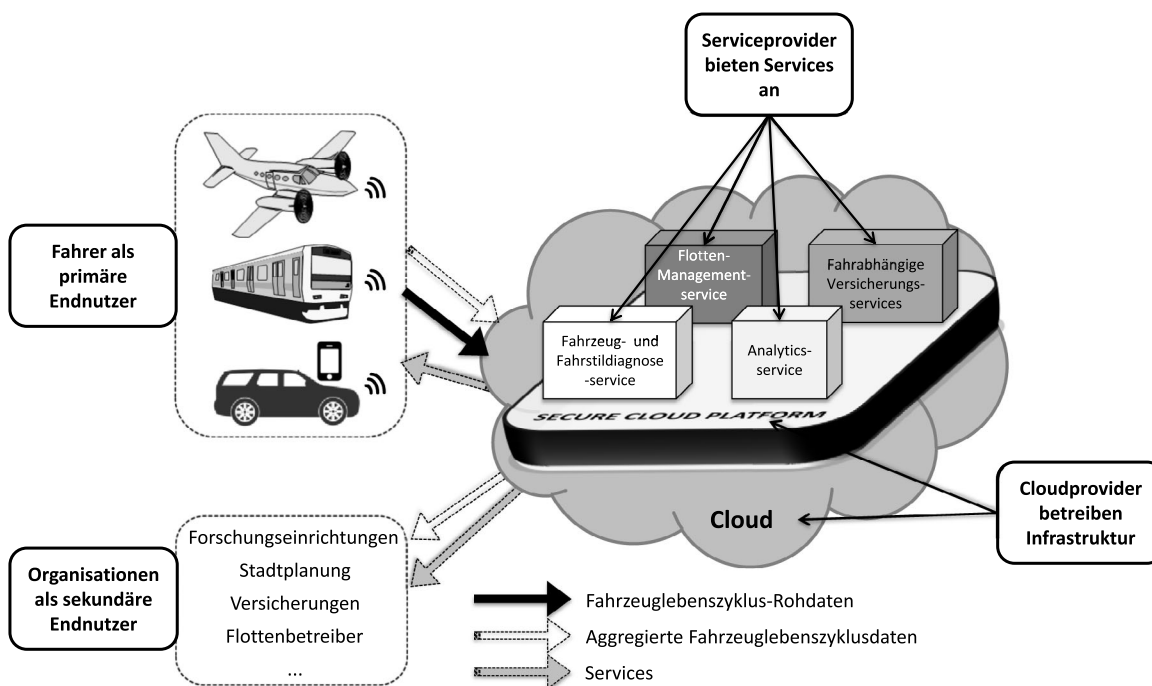 Serviceprovider
bieten Services
an
Fahrer als
primäre
Endnutzer
Flotten-
Management-
service
Fahrabhängige
Versicherungs-
services
Fahrzeug- und
Fahrstildiagnose
-service
Analytics-
service
SECURE CLOUD PLATFORM
Cloud
Cloudprovider
betreiben
Infrastruktur
Organisationen
als sekundäre
Endnutzer
Forschungseinrichtungen
Stadtplanung
Versicherungen
Flottenbetreiber
...
Fahrzeuglebenszyklus-Rohdaten
Aggregierte Fahrzeuglebenszyklusdaten
Services